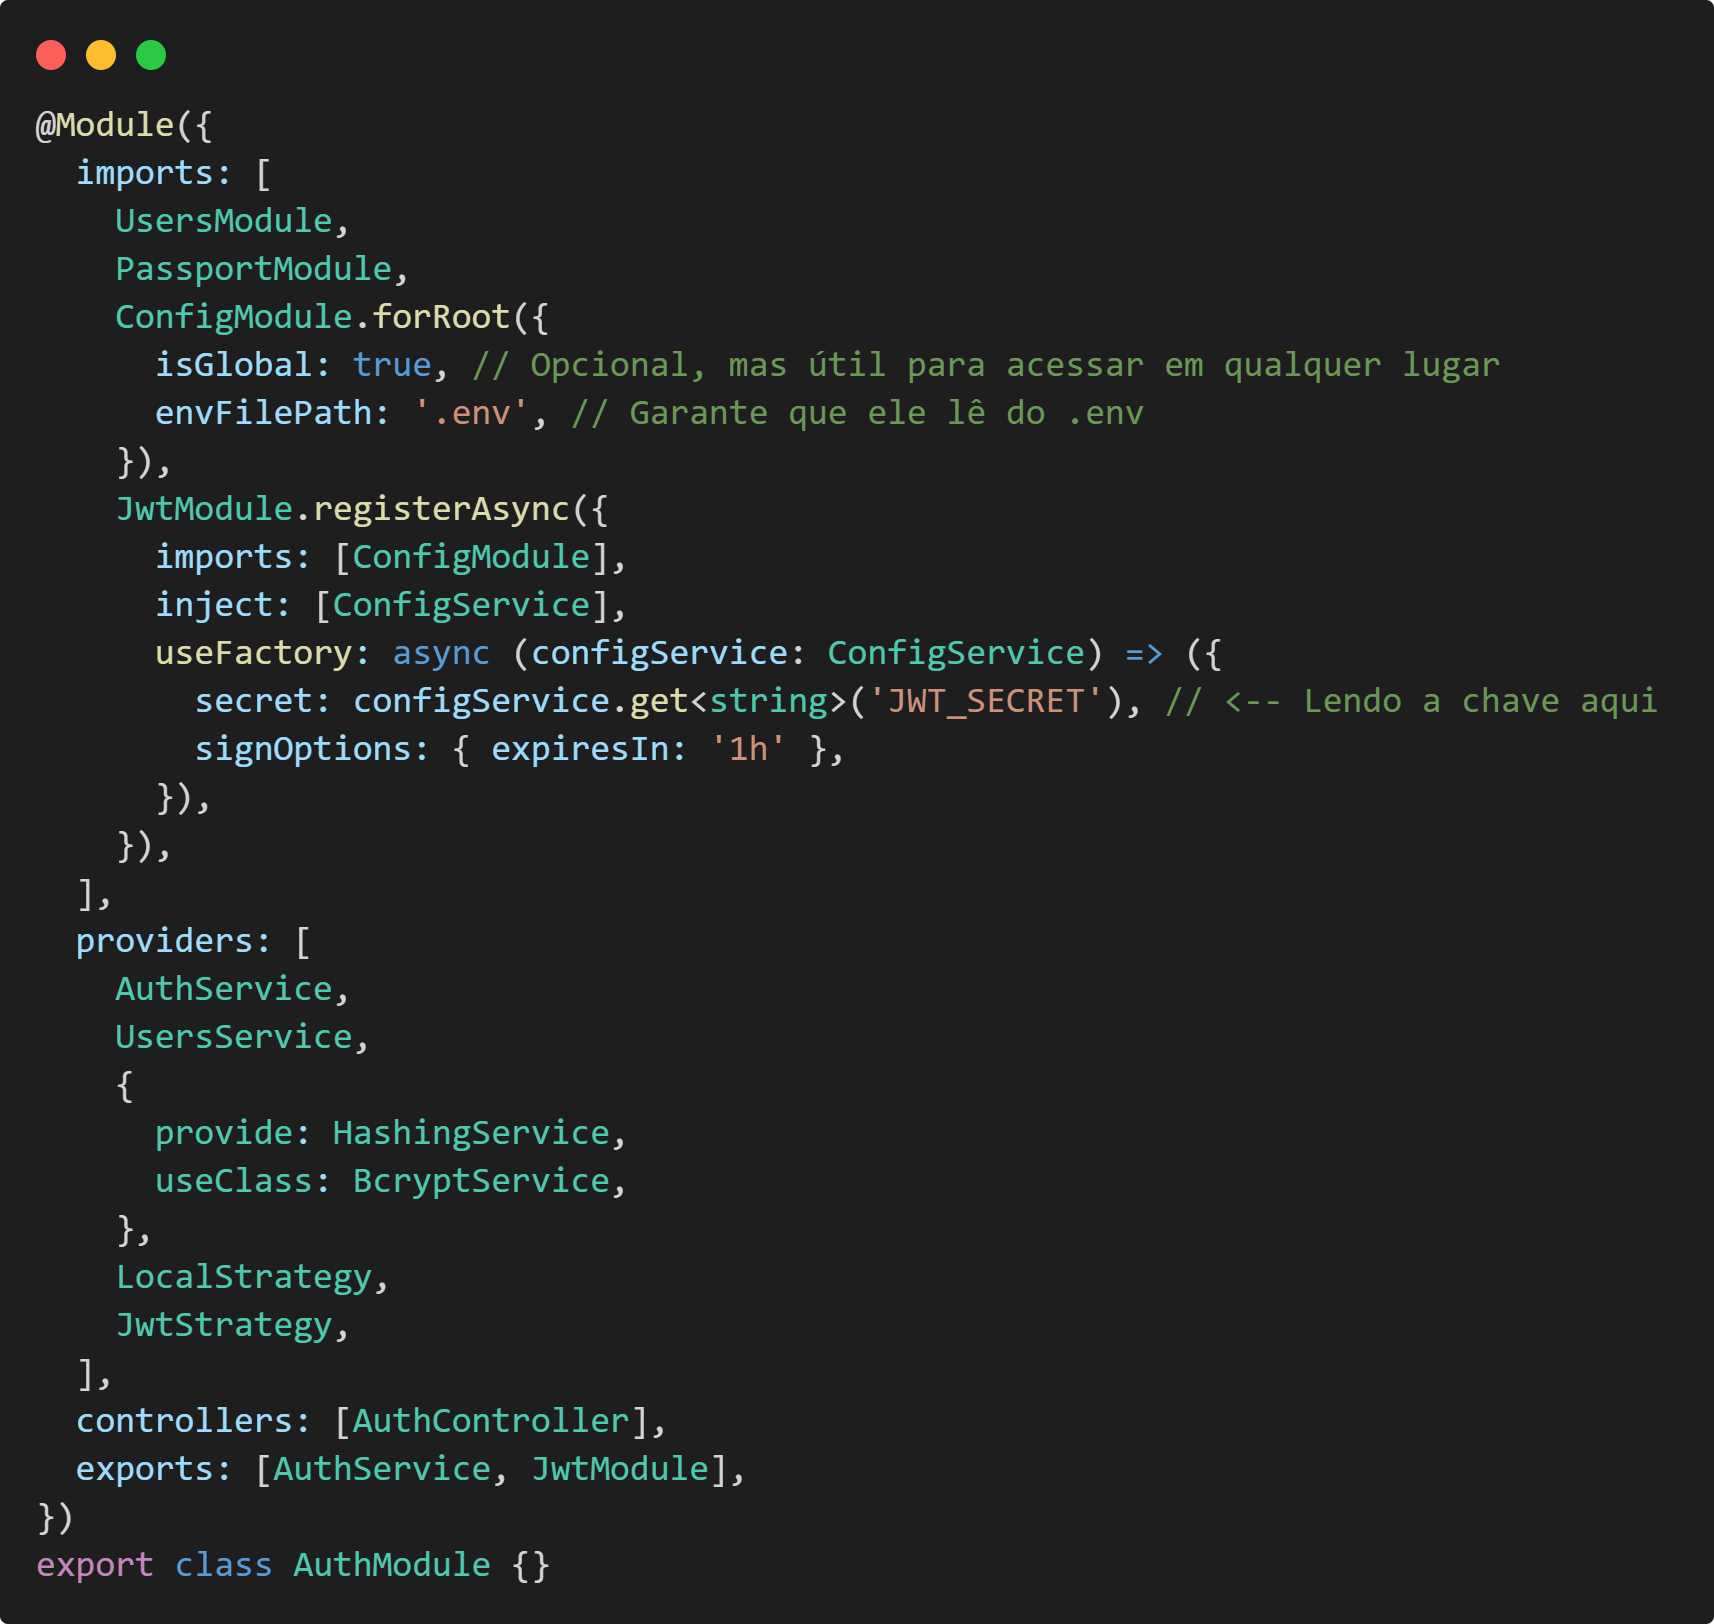 @Module({
  imports: [
    UsersModule,
    PassportModule,
    ConfigModule.forRoot({
      isGlobal: true, // Opcional, mas útil para acessar em qualquer lugar
      envFilePath: '.env', // Garante que ele lê do .env
    }),
    JwtModule.registerAsync({
      imports: [ConfigModule],
      inject: [ConfigService],
      useFactory: async (configService: ConfigService) => ({
        secret: configService.get<string>('JWT_SECRET'), // <-- Lendo a chave aqui
        signOptions: { expiresIn: '1h' },
      }),
    }),
  ],
  providers: [
    AuthService,
    UsersService,
    {
      provide: HashingService,
      useClass: BcryptService,
    },
    LocalStrategy,
    JwtStrategy,
  ],
  controllers: [AuthController],
  exports: [AuthService, JwtModule],
})
export class AuthModule {}